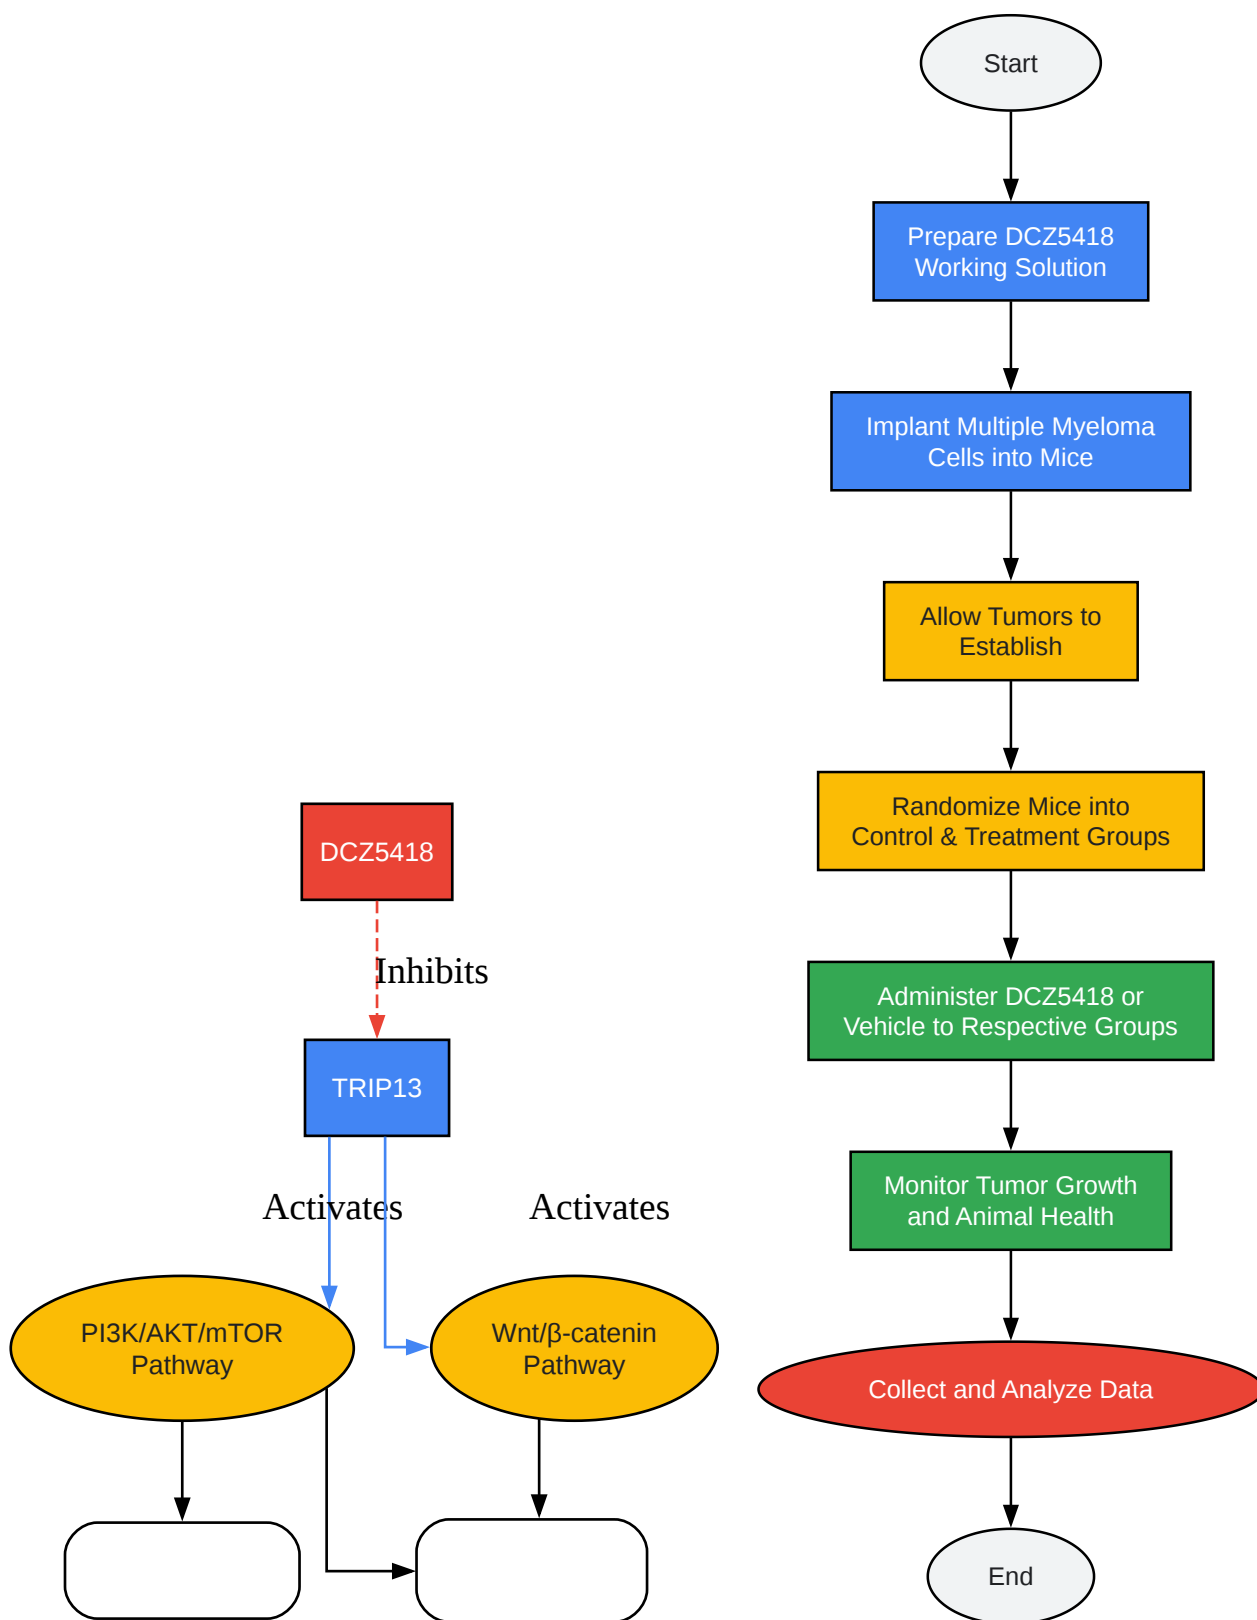 Start
Prepare DCZ5418
Working Solution
Implant Multiple Myeloma
Cells into Mice
Allow Tumors to
Establish
Randomize Mice into
Control & Treatment Groups
Administer DCZ5418 or
Vehicle to Respective Groups
Monitor Tumor Growth
and Animal Health
Collect and Analyze Data
End
DCZ5418
Inhibits
TRIP13
Activates
Activates
PI3K/AKT/mTOR
Pathway
Wnt/β-catenin
Pathway